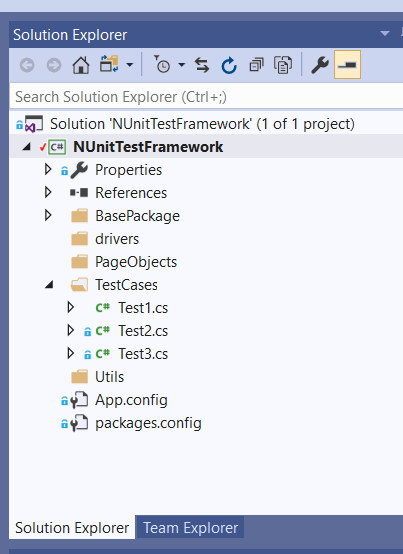 Solution Explorer
Search Solution Explorer (Ctrl+;)
Solution 'NUnitTestFramework' (1 of 1 project)
C# NUnitTestFramework
Properties
References
BasePackage
drivers
PageObjects
TestCases
C# Test1.cs
C# Test2.cs
C# Test3.cs
Utils
App.config
packages.config
Solution Explorer Team Explorer